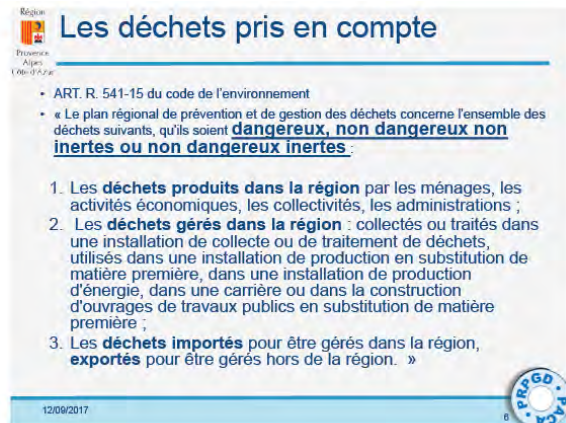 Région
Provence
Alpes
Côte d'Azur
Les déchets pris en compte
• ART. R. 541-15 du code de l'environnement
• « Le plan régional de prévention et de gestion des déchets concerne l'ensemble des
déchets suivants, qu'ils soient dangereux, non dangereux non
inertes ou non dangereux inertes :
1. Les déchets produits dans la région par les ménages, les
activités économiques, les collectivités, les administrations ;
2. Les déchets gérés dans la région : collectés ou traités dans
une installation de collecte ou de traitement de déchets,
utilisés dans une installation de production en substitution de
matière première, dans une installation de production
d'énergie, dans une carrière ou dans la construction
d'ouvrages de travaux publics en substitution de matière
première ;
3. Les déchets importés pour être gérés dans la région,
exportés pour être gérés hors de la région. »
12/09/2017
6
PRPGD • PACA